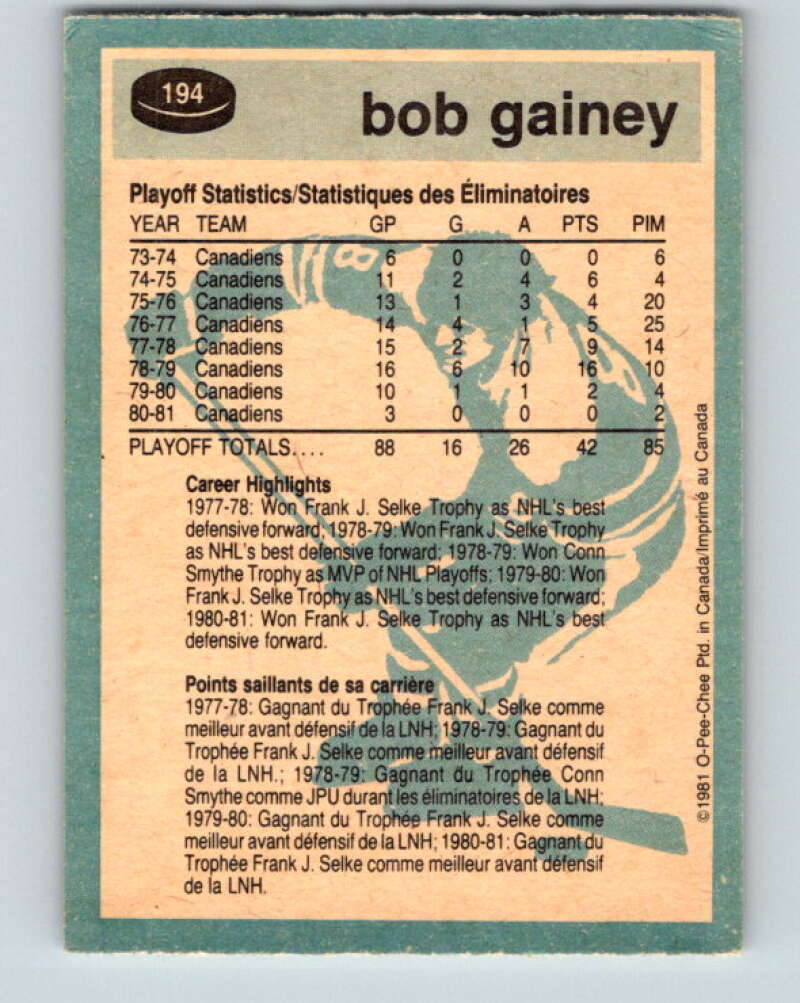 194
bob gainey
Playoff Statistics/Statistiques des Éliminatoires
YEAR TEAM GP G A PTS PIM
73-74 Canadiens 6 0 0 0 6
74-75 Canadiens 11 2 4 6 4
75-76 Canadiens 13 1 3 4 20
76-77 Canadiens 14 4 1 5 25
77-78 Canadiens 15 2 7 9 14
78-79 Canadiens 16 6 10 16 10
79-80 Canadiens 10 1 1 2 4
80-81 Canadiens 3 0 0 0 2
PLAYOFF TOTALS.... 88 16 26 42 85
Career Highlights
1977-78: Won Frank J. Selke Trophy as NHL's best
defensive forward; 1978-79: Won Frank J. Selke Trophy
as NHL's best defensive forward; 1978-79: Won Conn
Smythe Trophy as MVP of NHL Playoffs; 1979-80: Won
Frank J. Selke Trophy as NHL's best defensive forward;
1980-81: Won Frank J. Selke Trophy as NHL's best
defensive forward.
Points saillants de sa carrière
1977-78: Gagnant du Trophée Frank J. Selke comme
meilleur avant défensif de la LNH; 1978-79: Gagnant du
Trophée Frank J. Selke comme meilleur avant défensif
de la LNH.; 1978-79: Gagnant du Trophée Conn
Smythe comme JPU durant les éliminatoires de la LNH;
1979-80: Gagnant du Trophée Frank J. Selke comme
meilleur avant défensif de la LNH; 1980-81: Gagnant du
Trophée Frank J. Selke comme meilleur avant défensif
de la LNH.
©1981 O-Pee-Chee Ptd. in Canada/Imprimé au Canada